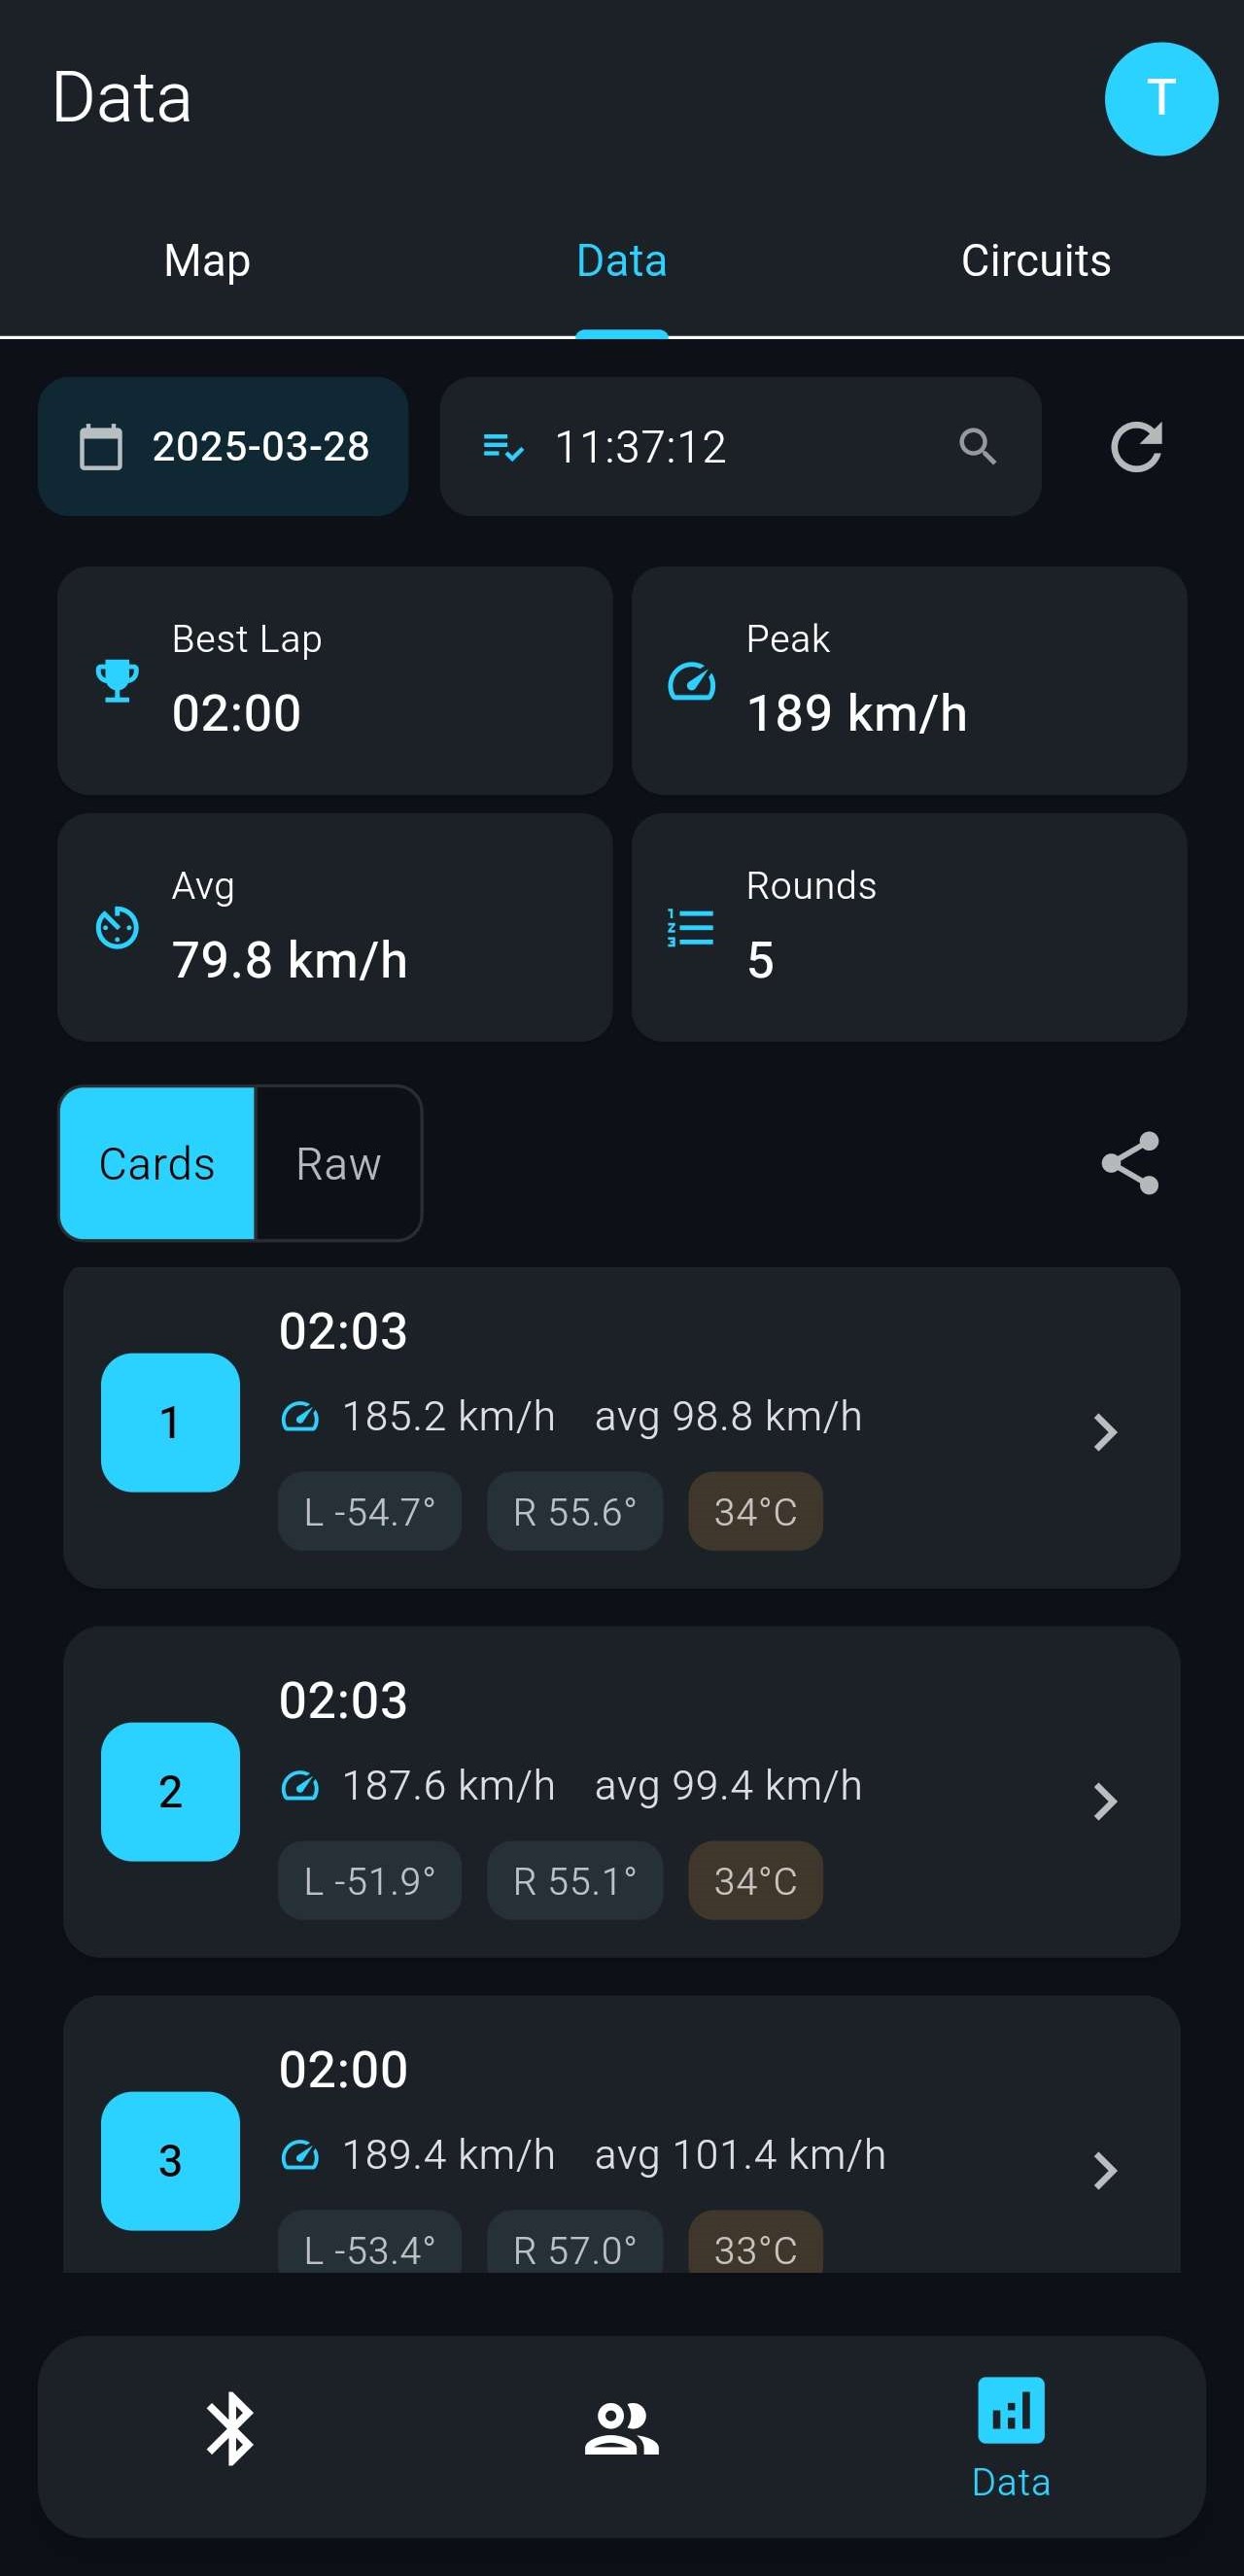 Data
T
Map Data Circuits
2025-03-28 11:37:12
Best Lap
02:00
Peak
189 km/h
Avg
79.8 km/h
Rounds
5
Cards Raw
1
02:03
185.2 km/h avg 98.8 km/h
L -54.7° R 55.6° 34°C
2
02:03
187.6 km/h avg 99.4 km/h
L -51.9° R 55.1° 34°C
3
02:00
189.4 km/h avg 101.4 km/h
L -53.4° R 57.0° 33°C
Data